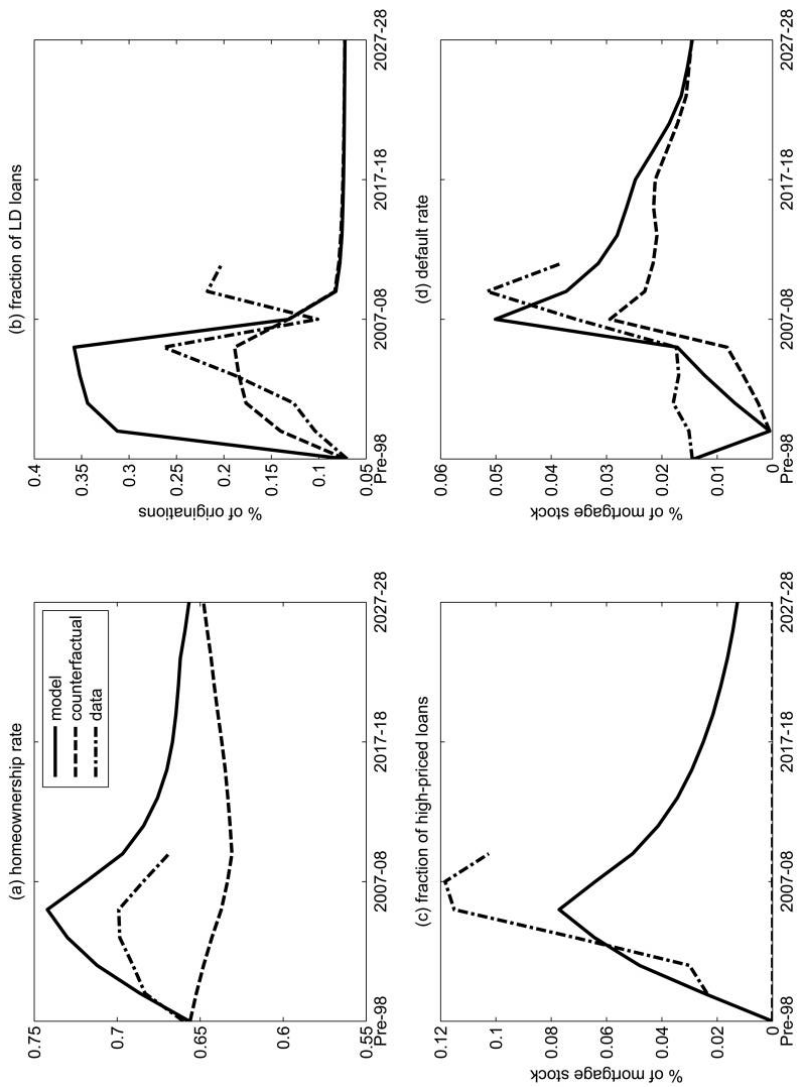 (a) homeownership rate
0.75
0.7
0.65
0.6
0.55
model
counterfactual
data
Pre-98
2007-08
2017-18
2027-28
(b) fraction of LD loans
% of originations
0.4
0.35
0.3
0.25
0.2
0.15
0.1
0.05
Pre-98
2007-08
2017-18
2027-28
(c) fraction of high-priced loans
% of mortgage stock
0.12
0.1
0.08
0.06
0.04
0.02
0
Pre-98
2007-08
2017-18
2027-28
(d) default rate
% of mortgage stock
0.06
0.05
0.04
0.03
0.02
0.01
0
Pre-98
2007-08
2017-18
2027-28